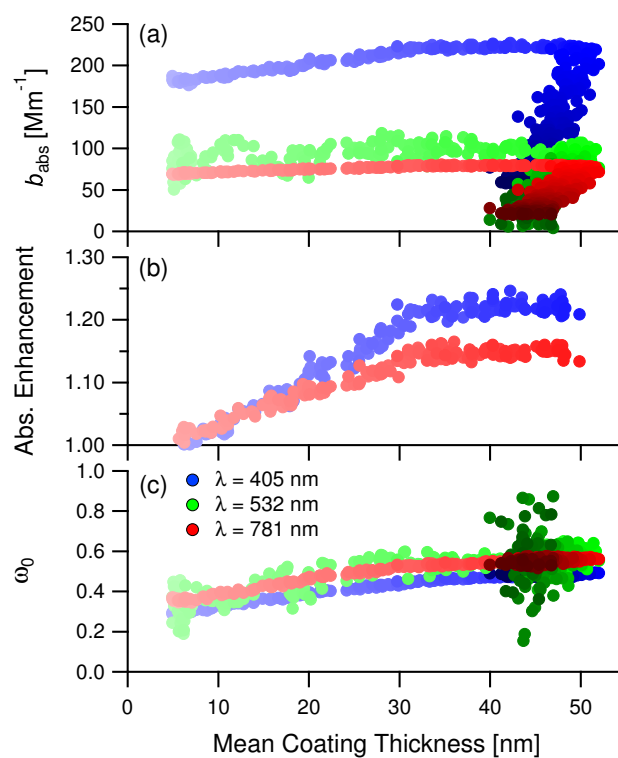 (a)
250
200
150
100
50
0
b_abs [Mm⁻¹]
(b)
1.30
1.20
1.10
1.00
Abs. Enhancement
(c)
1.0
0.8
0.6
0.4
0.2
0.0
ω₀
λ = 405 nm
λ = 532 nm
λ = 781 nm
0 10 20 30 40 50
Mean Coating Thickness [nm]